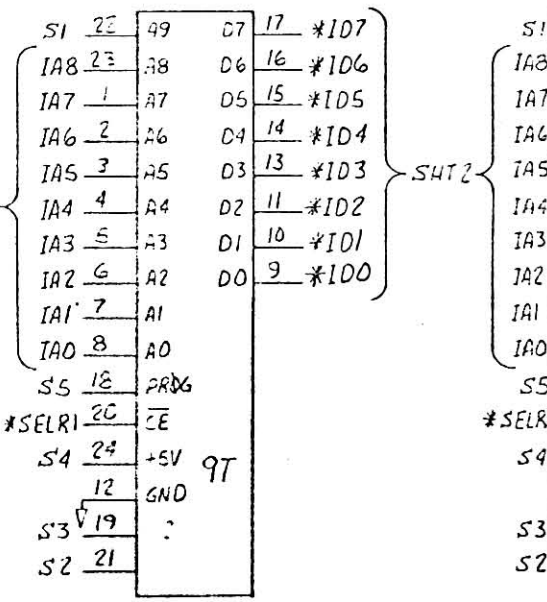 S1 22 A9 D7 17 *ID7
IA8 23 A8 D6 16 *ID6
IA7 1 A7 D5 15 *ID5
IA6 2 A6 D4 14 *ID4
IA5 3 A5 D3 13 *ID3 SHT 2
IA4 4 A4 D2 11 *ID2
IA3 5 A3 D1 10 *ID1
IA2 6 A2 D0 9 *ID0
IA1 7 A1
IA0 8 A0
S5 18 PROG
*SELR1 20 CE
S4 24 +5V 9T
12 GND
S3 19
S2 21
S1
IA8
IA7
IA6
IA5
IA4
IA3
IA2
IA1
IA0
S5
*SELR
S4
S3
S2